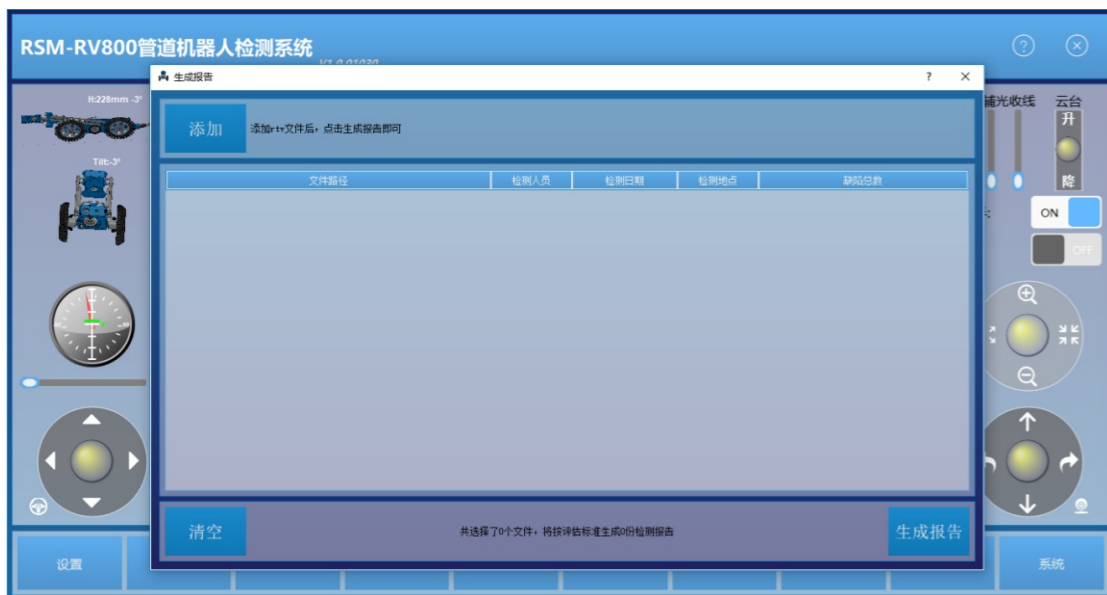 RSM-RV800管道机器人检测系统
V1.0.01030
生成报告
H:228mm -3°
Tilt:-3°
添加
添加rtv文件后，点击生成报告即可
文件路径 检测人员 检测日期 检测地点 缺陷总数
辅光 收线 云台
升
降
ON
OFF
清空
共选择了0个文件，将按评估标准生成0份检测报告
生成报告
设置
系统